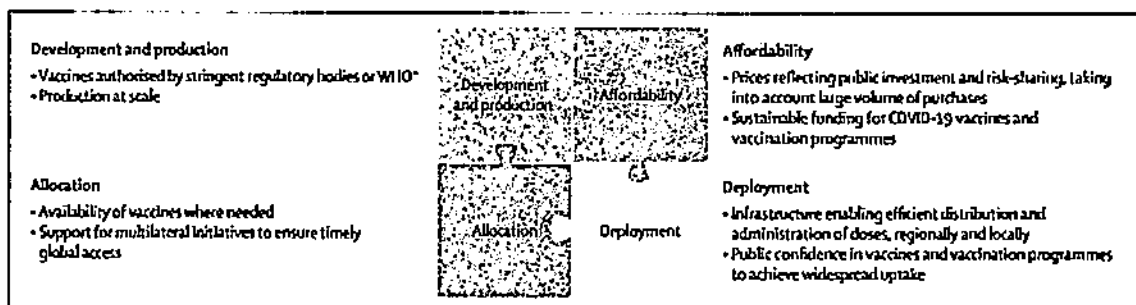 Development and production
•Vaccines authorised by stringent regulatory bodies or WHO*
•Production at scale
Development
and production
Affordability
Affordability
•Prices reflecting public investment and risk-sharing, taking
into account large volume of purchases
•Sustainable funding for COVID-19 vaccines and
vaccination programmes
Allocation
•Availability of vaccines where needed
•Support for multilateral initiatives to ensure timely
global access
Allocation
Deployment
Deployment
•Infrastructure enabling efficient distribution and
administration of doses, regionally and locally
•Public confidence in vaccines and vaccination programmes
to achieve widespread uptake